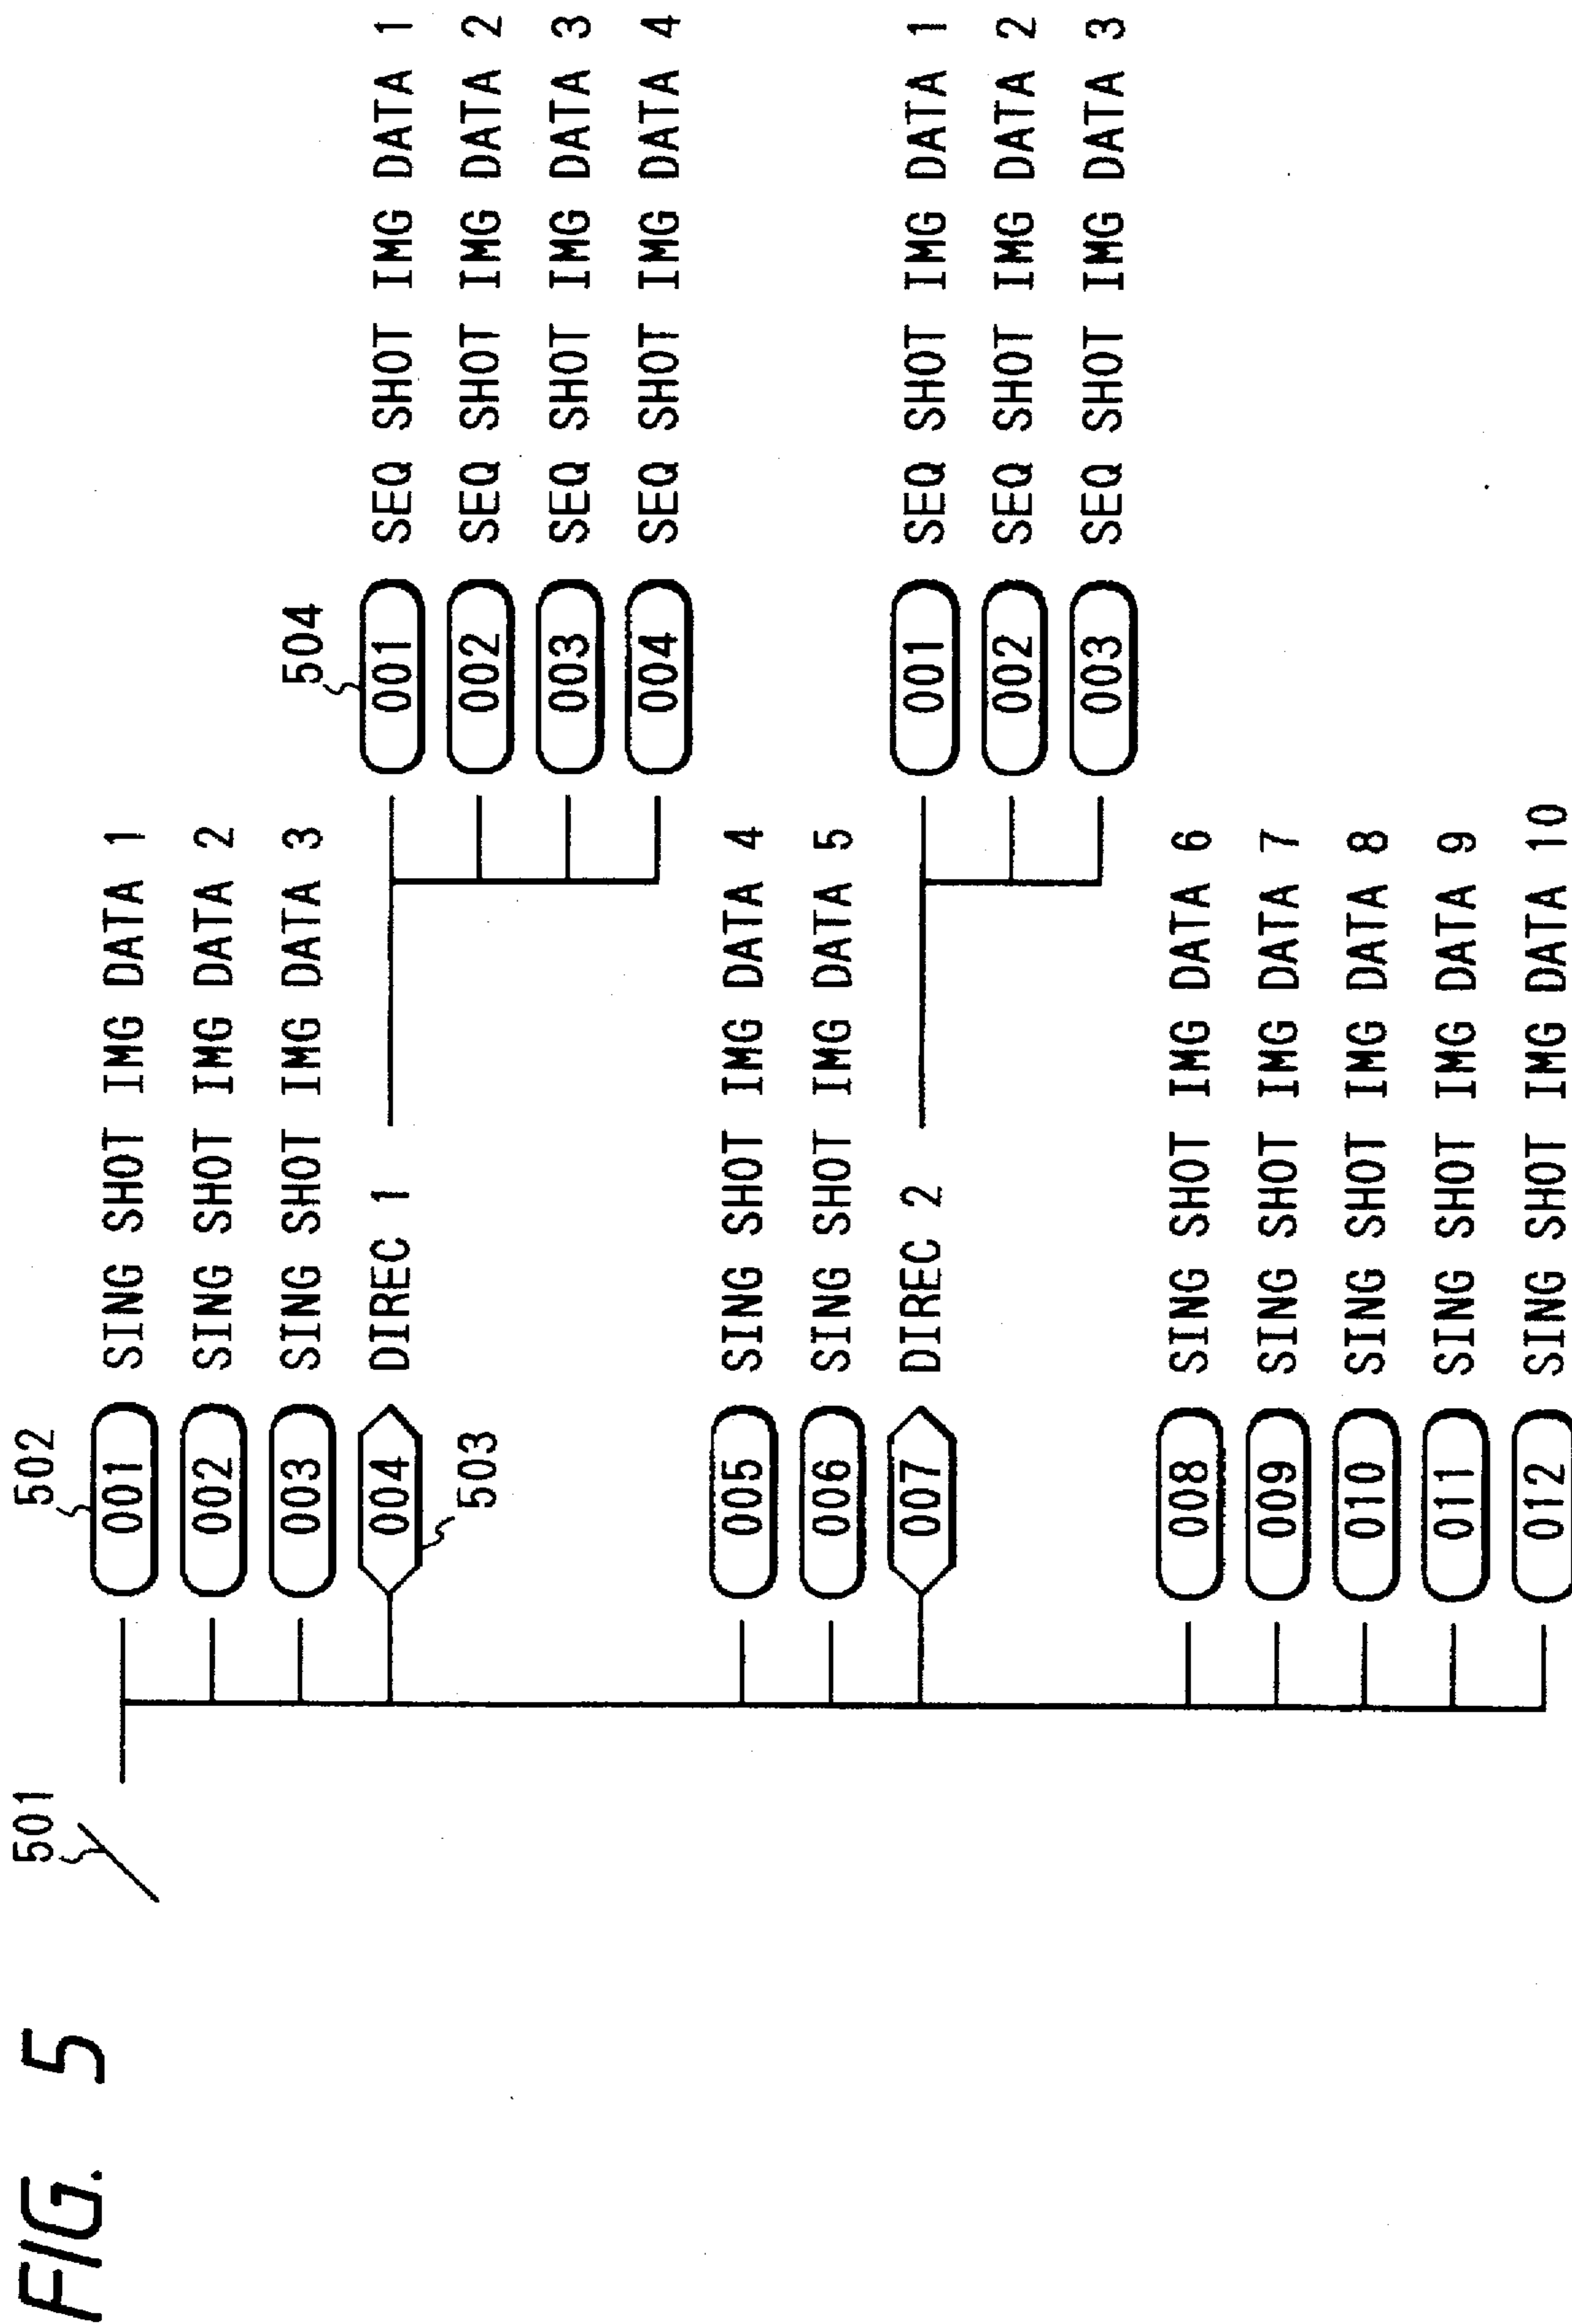 FIG. 5
501
502
001 SING SHOT IMG DATA 1
002 SING SHOT IMG DATA 2
003 SING SHOT IMG DATA 3
004 DIREC 1
503
504
001 SEQ SHOT IMG DATA 1
002 SEQ SHOT IMG DATA 2
003 SEQ SHOT IMG DATA 3
004 SEQ SHOT IMG DATA 4
005 SING SHOT IMG DATA 4
006 SING SHOT IMG DATA 5
007 DIREC 2
001 SEQ SHOT IMG DATA 1
002 SEQ SHOT IMG DATA 2
003 SEQ SHOT IMG DATA 3
008 SING SHOT IMG DATA 6
009 SING SHOT IMG DATA 7
010 SING SHOT IMG DATA 8
011 SING SHOT IMG DATA 9
012 SING SHOT IMG DATA 10